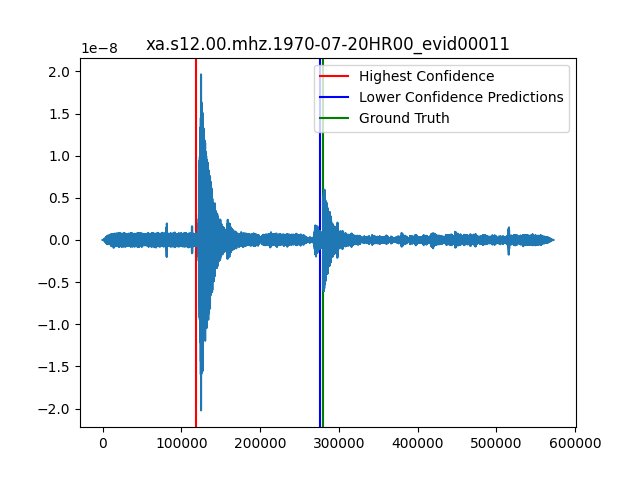 xa.s12.00.mhz.1970-07-20HR00_evid00011
1e−8
Highest Confidence
Lower Confidence Predictions
Ground Truth
2.0
1.5
1.0
0.5
0.0
−0.5
−1.0
−1.5
−2.0
0 100000 200000 300000 400000 500000 600000